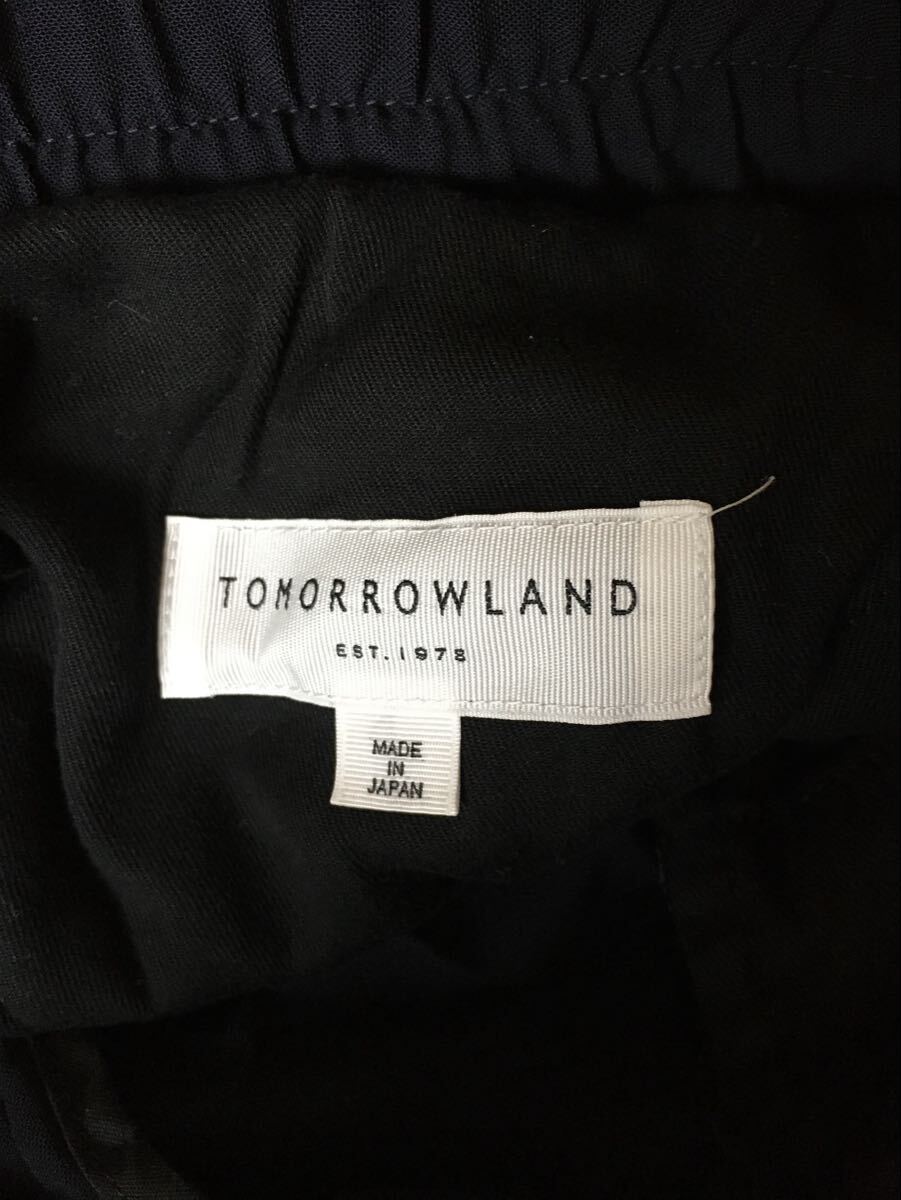 TOMORROWLAND
EST. 1978
MADE
IN
JAPAN